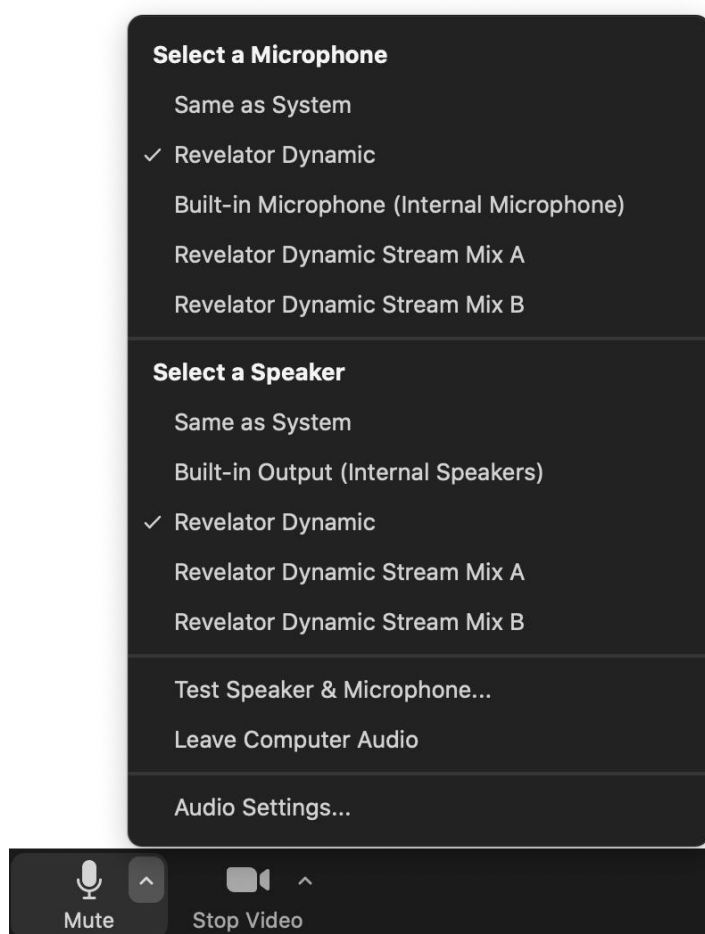 Select a Microphone
Same as System
✓ Revelator Dynamic
Built-in Microphone (Internal Microphone)
Revelator Dynamic Stream Mix A
Revelator Dynamic Stream Mix B
Select a Speaker
Same as System
Built-in Output (Internal Speakers)
✓ Revelator Dynamic
Revelator Dynamic Stream Mix A
Revelator Dynamic Stream Mix B
Test Speaker & Microphone...
Leave Computer Audio
Audio Settings...
Mute Stop Video